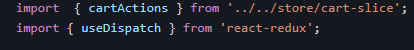 import  { cartActions } from '../../store/cart-slice';
import { useDispatch } from 'react-redux';